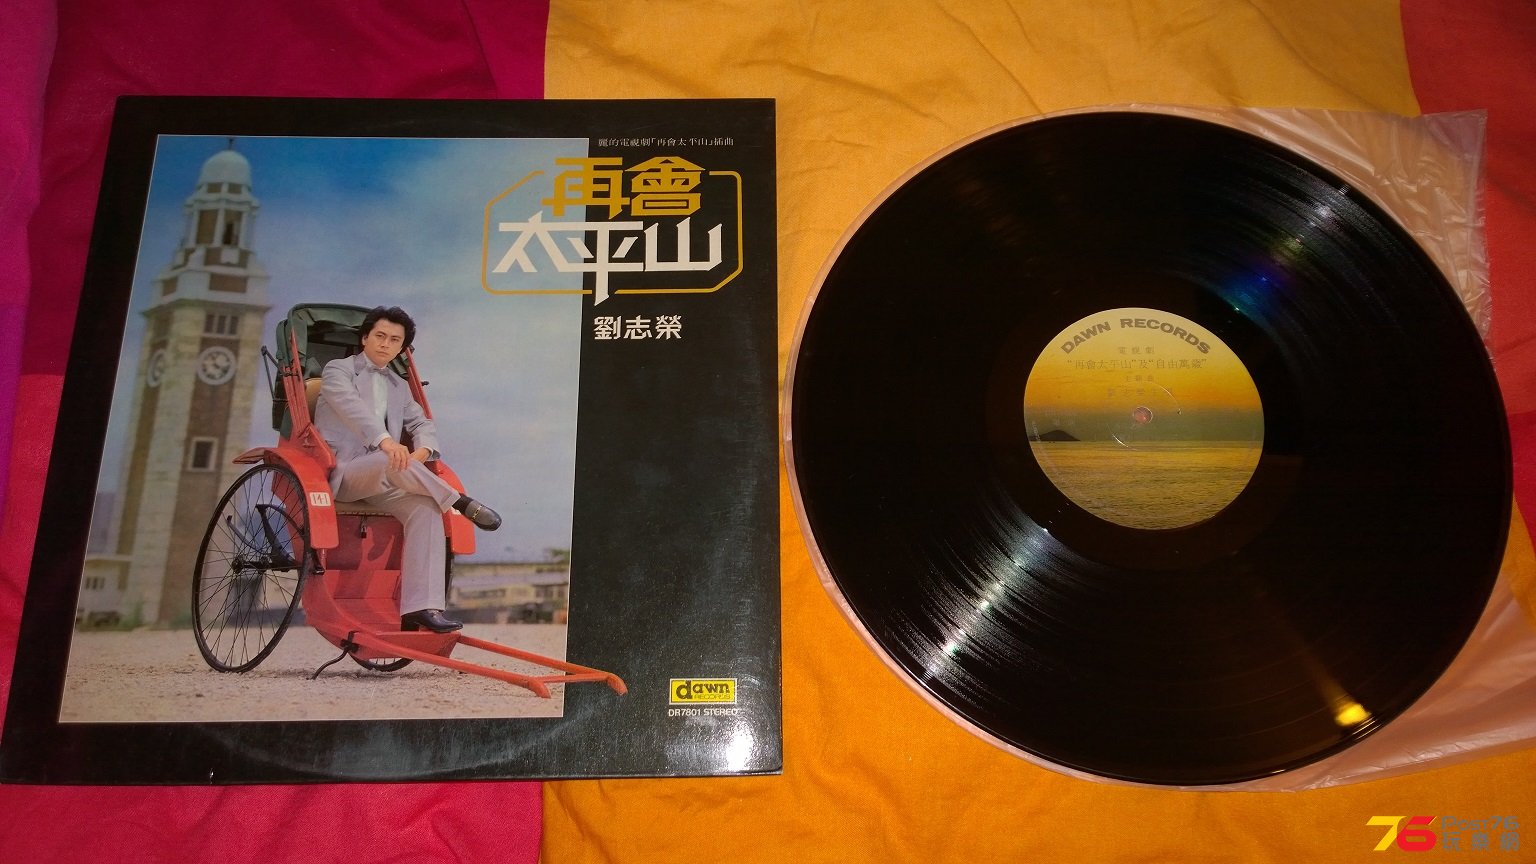 麗的電視劇「再會太平山」插曲
再會
太平山
劉志榮
141
dawn
RECORDS
DR7801 STEREO
DAWN RECORDS
電視劇
"再會太平山"及"自由萬歲"
主題曲
76 Post76
玩樂網